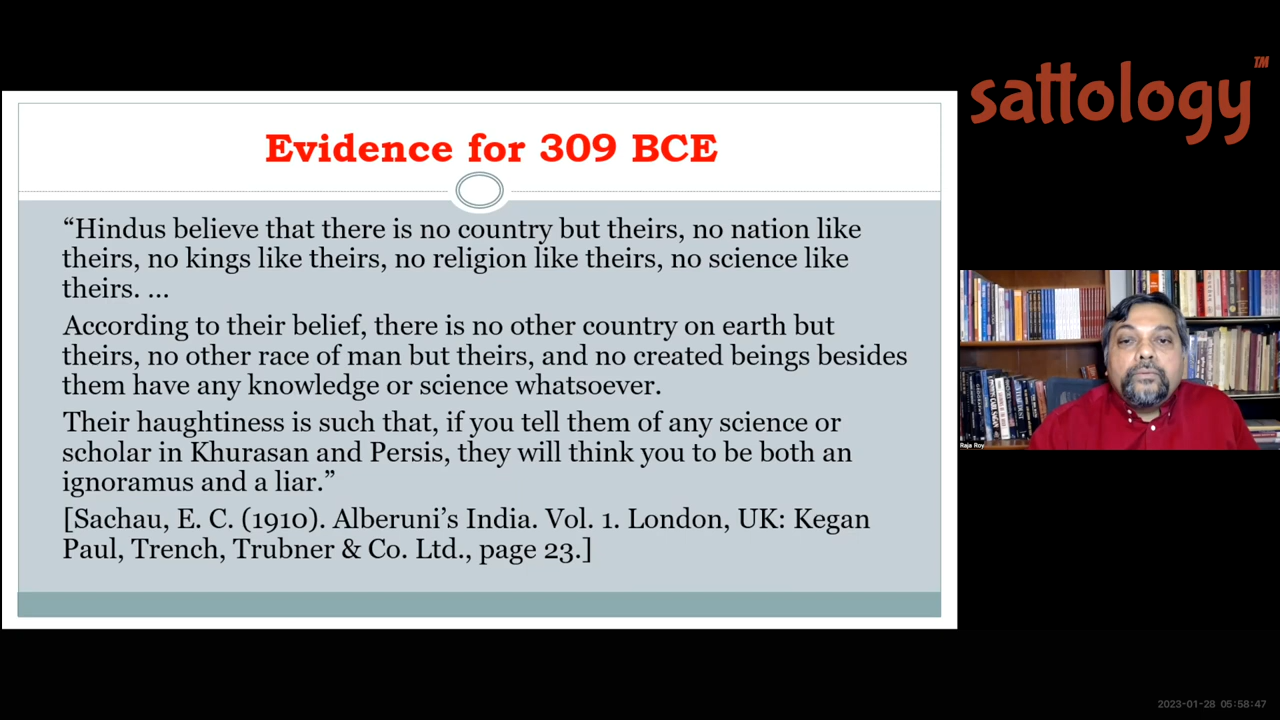 sattology™
Evidence for 309 BCE
“Hindus believe that there is no country but theirs, no nation like
theirs, no kings like theirs, no religion like theirs, no science like
theirs. ...
According to their belief, there is no other country on earth but
theirs, no other race of man but theirs, and no created beings besides
them have any knowledge or science whatsoever.
Their haughtiness is such that, if you tell them of any science or
scholar in Khurasan and Persis, they will think you to be both an
ignoramus and a liar.”
[Sachau, E. C. (1910). Alberuni’s India. Vol. 1. London, UK: Kegan
Paul, Trench, Trubner & Co. Ltd., page 23.]
Raja Roy
2023-01-28 05:58:47